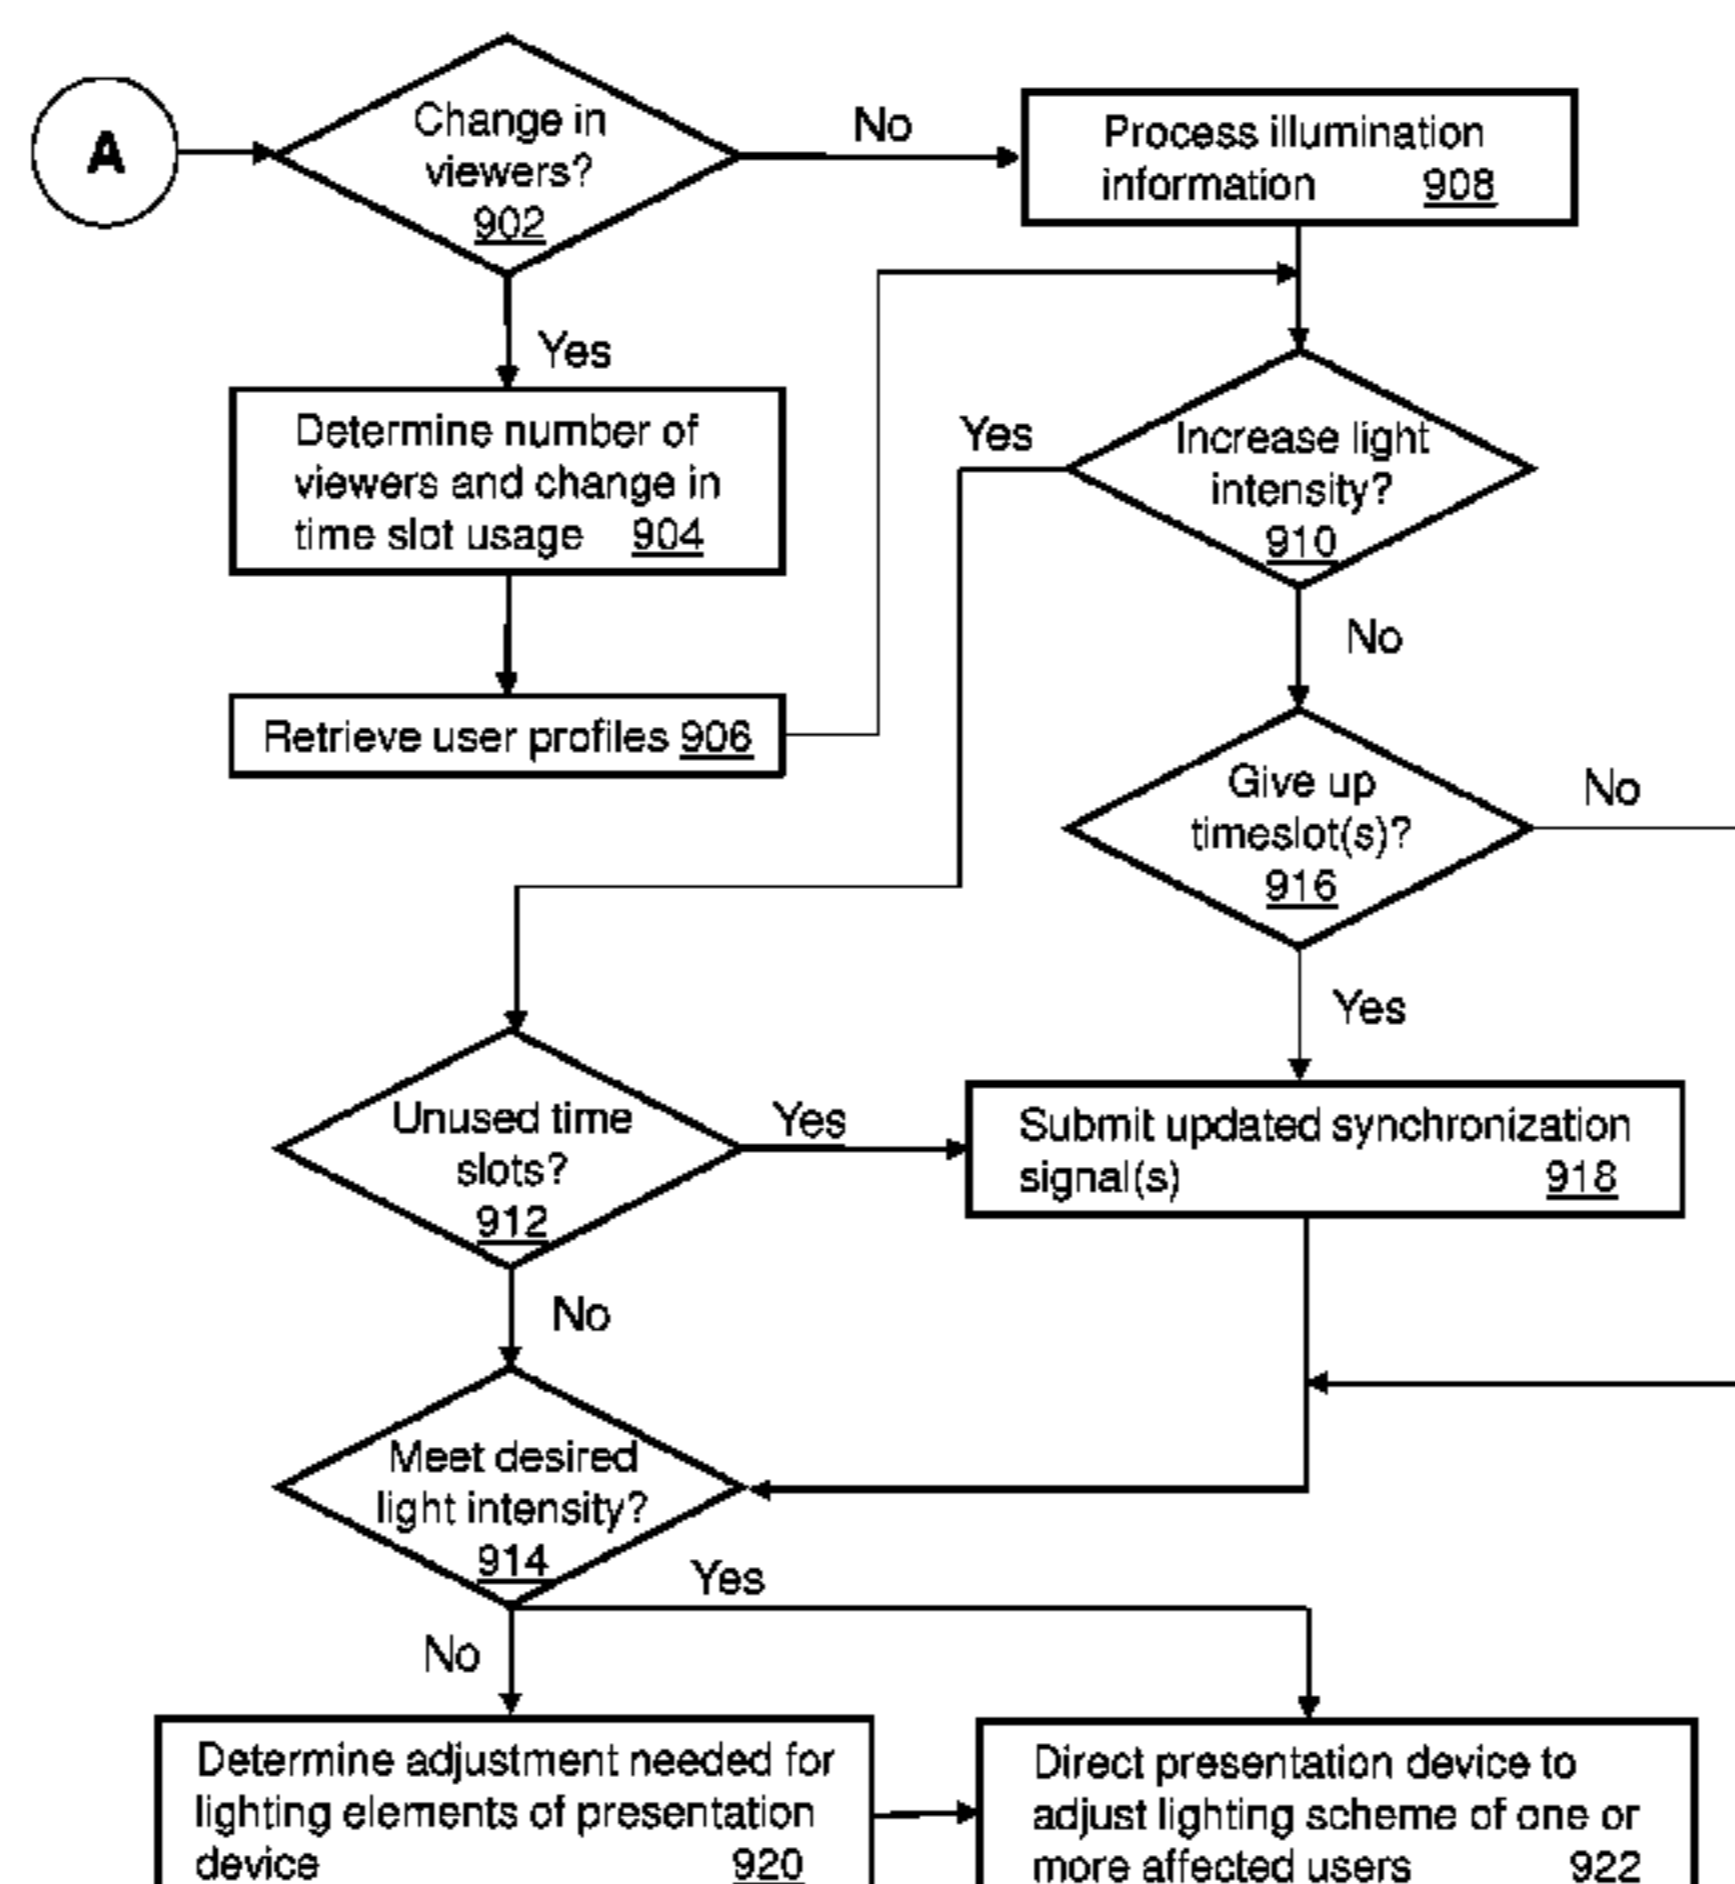 A
Change in
viewers?
902
No
Process illumination
information 908
Yes
Determine number of
viewers and change in
time slot usage 904
Yes
Increase light
intensity?
910
No
Retrieve user profiles 906
Give up
timeslot(s)?
916
No
Yes
Unused time
slots?
912
Yes
Submit updated synchronization
signal(s) 918
No
Meet desired
light intensity?
914
Yes
No
Determine adjustment needed for
lighting elements of presentation
device 920
Direct presentation device to
adjust lighting scheme of one or
more affected users 922